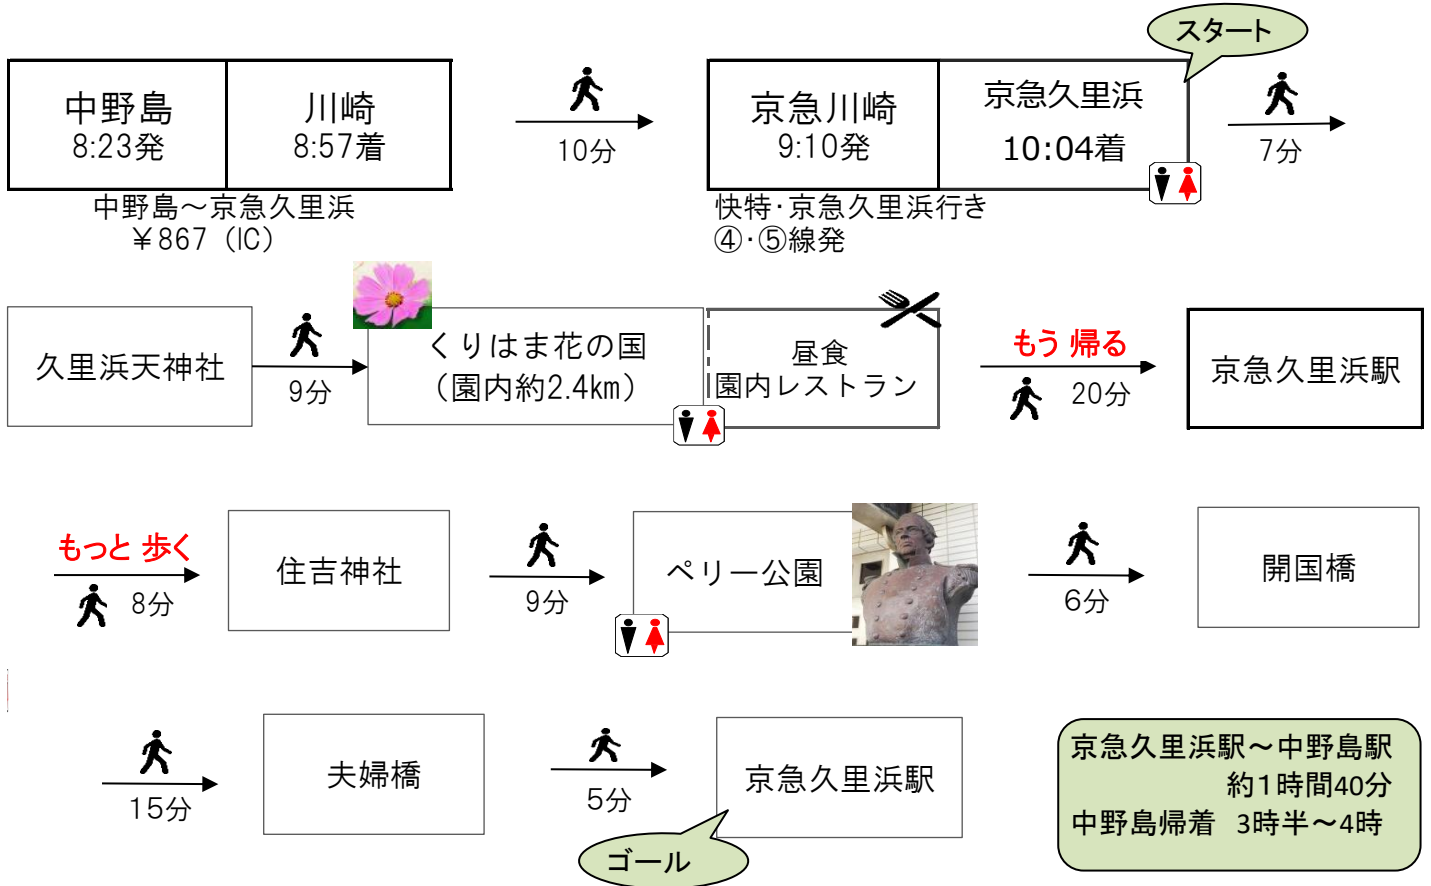 スタート
中野島
8:23発
川崎
8:57着
10分
京急川崎
9:10発
京急久里浜
10:04着
7分
中野島～京急久里浜
￥867（IC）
快特・京急久里浜行き
④・⑤線発
久里浜天神社
9分
くりはま花の国
（園内約2.4㎞）
昼食
園内レストラン
もう 帰る
20分
京急久里浜駅
もっと 歩く
8分
住吉神社
9分
ペリー公園
6分
開国橋
15分
夫婦橋
5分
京急久里浜駅
ゴール
京急久里浜駅～中野島駅
約１時間40分
中野島帰着 3時半～4時